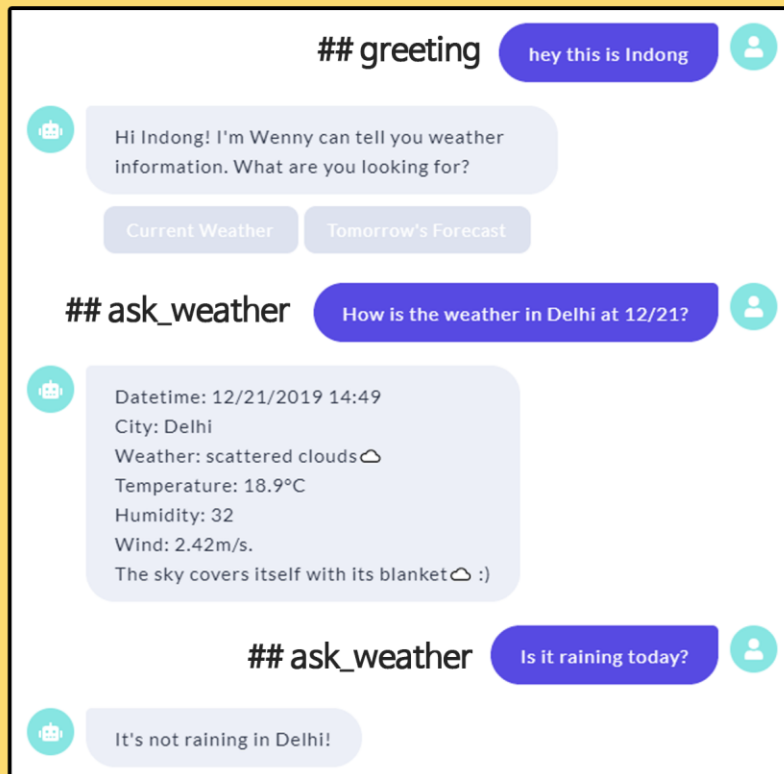 ## greeting hey this is Indong
Hi Indong! I'm Wenny can tell you weather
information. What are you looking for?
Current Weather Tomorrow's Forecast
## ask_weather How is the weather in Delhi at 12/21?
Datetime: 12/21/2019 14:49
City: Delhi
Weather: scattered clouds☁
Temperature: 18.9°C
Humidity: 32
Wind: 2.42m/s.
The sky covers itself with its blanket☁ :)
## ask_weather Is it raining today?
It's not raining in Delhi!